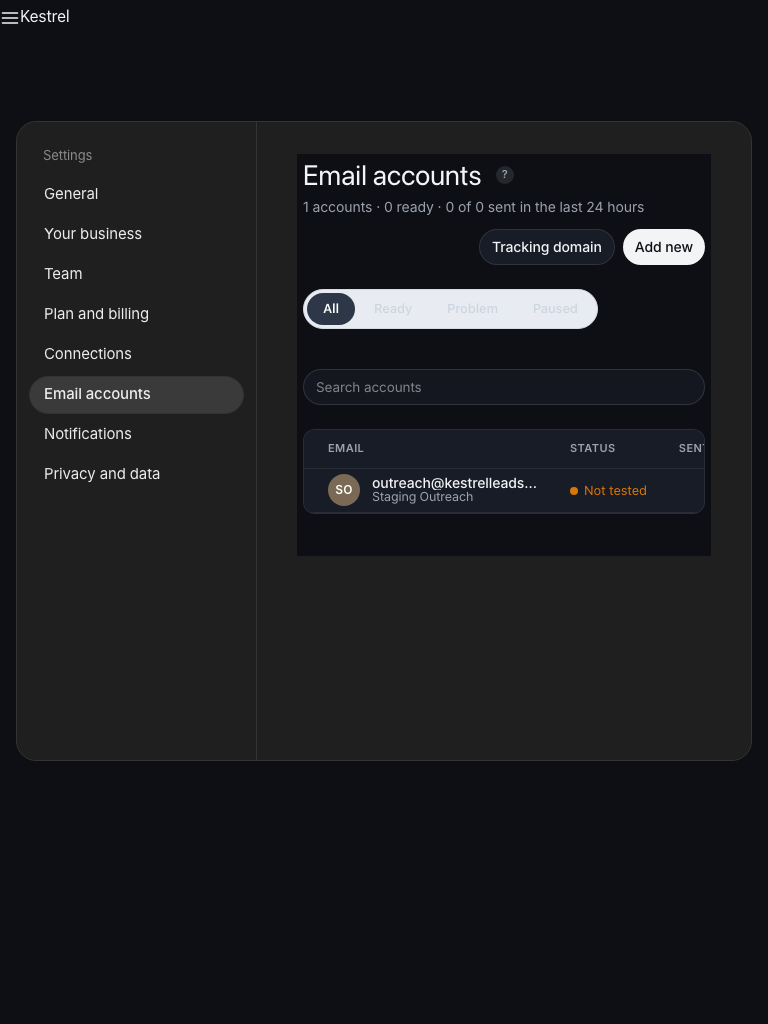 Kestrel
Settings
General
Your business
Team
Plan and billing
Connections
Email accounts
Notifications
Privacy and data
Email accounts ?
1 accounts · 0 ready · 0 of 0 sent in the last 24 hours
Tracking domain Add new
All Ready Problem Paused
Search accounts
EMAIL STATUS SENT
SO outreach@kestrelleads... Not tested
Staging Outreach